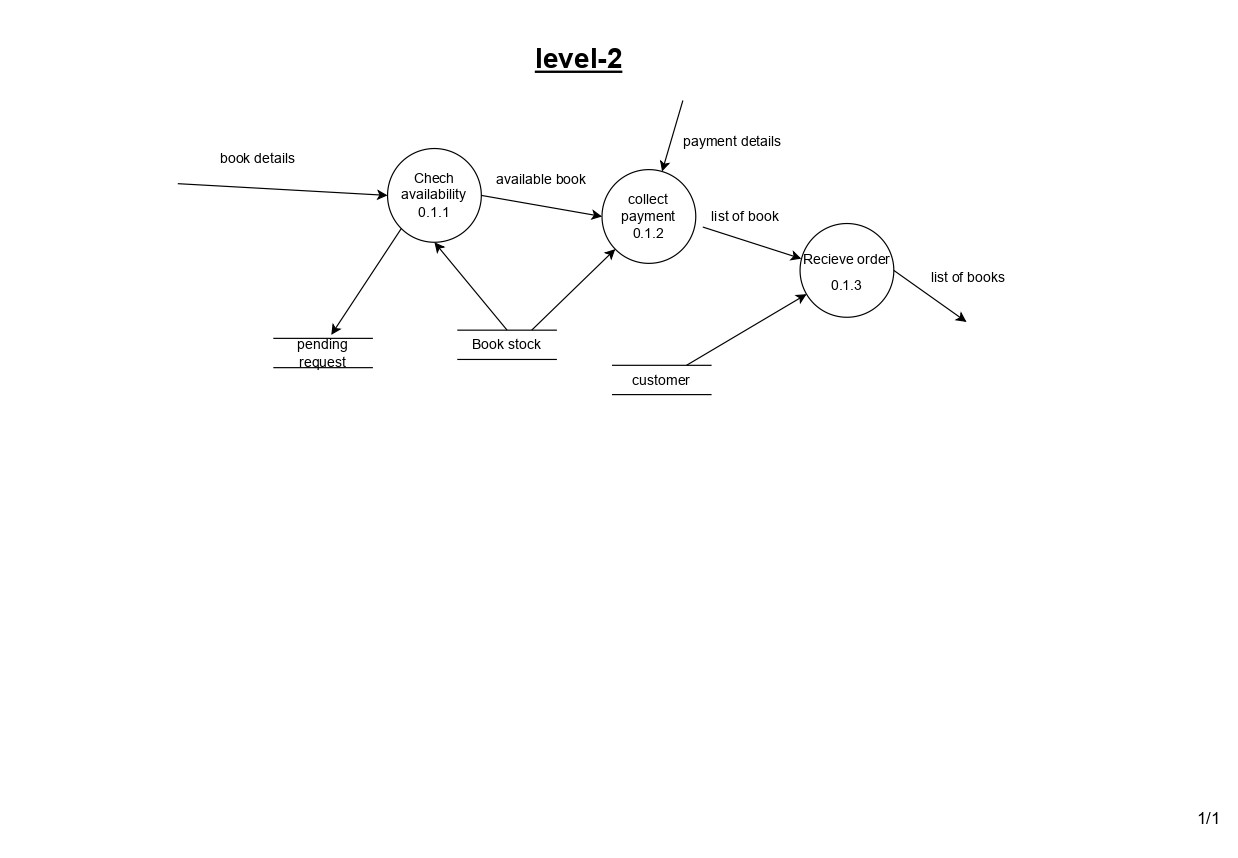 level-2
payment details
book details
Chech
availability
0.1.1
available book
collect
payment
0.1.2
list of book
Recieve order
0.1.3
list of books
pending
request
Book stock
customer
1/1